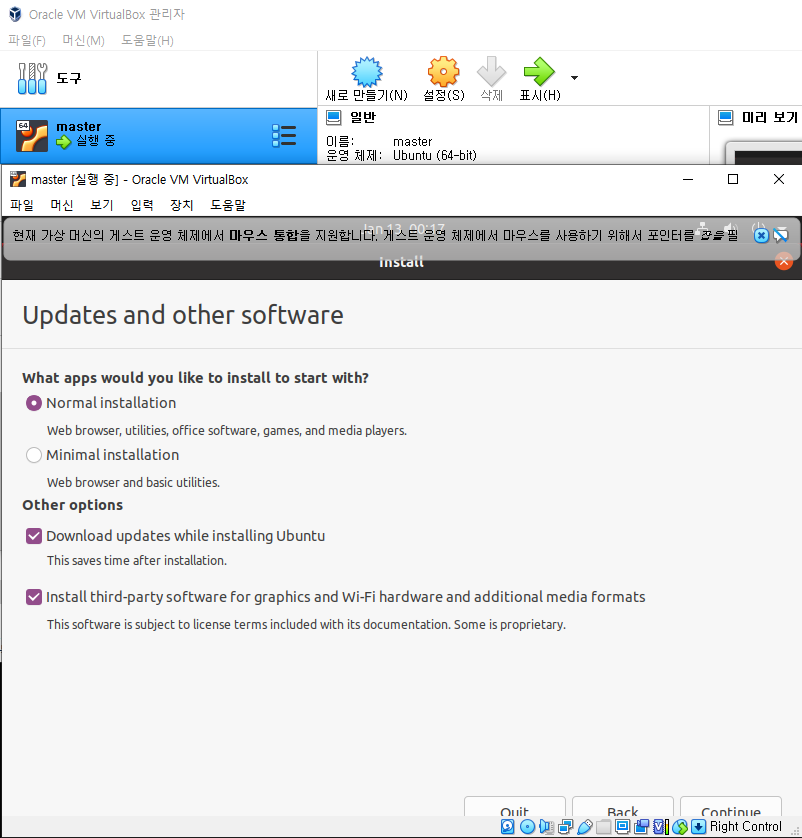 Oracle VM VirtualBox 관리자
파일(F) 머신(M) 도움말(H)
도구
새로 만들기(N) 설정(S) 삭제 표시(H)
64 master
실행 중
일반
이름: master
운영 체제: Ubuntu (64-bit)
미리 보기
master [실행 중] - Oracle VM VirtualBox
파일 머신 보기 입력 장치 도움말
현재 가상 머신의 게스트 운영 체제에서 마우스 통합을 지원합니다. 게스트 운영 체제에서 마우스를 사용하기 위해서 포인터를 잡을 필
Install
Updates and other software
What apps would you like to install to start with?
Normal installation
Web browser, utilities, office software, games, and media players.
Minimal installation
Web browser and basic utilities.
Other options
Download updates while installing Ubuntu
This saves time after installation.
Install third-party software for graphics and Wi-Fi hardware and additional media formats
This software is subject to license terms included with its documentation. Some is proprietary.
Quit Back Continue
Right Control